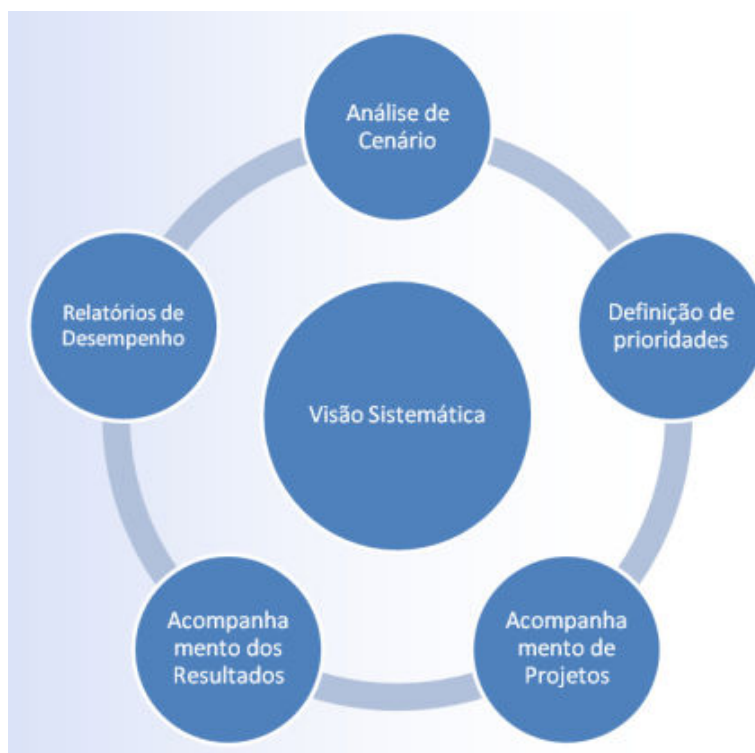 Análise de
Cenário
Relatórios de
Desempenho
Definição de
prioridades
Visão Sistemática
Acompanha
mento dos
Resultados
Acompanha
mento de
Projetos